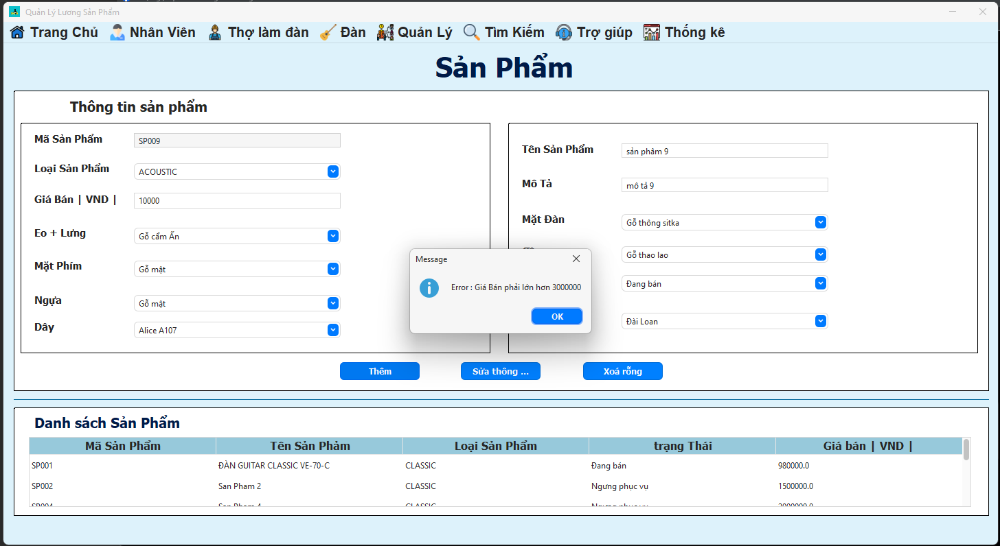 Quản Lý Lương Sản Phẩm
Trang Chủ Nhân Viên Thợ làm đàn Đàn Quản Lý Tìm Kiếm Trợ giúp Thống kê
Sản Phẩm
Thông tin sản phẩm
Mã Sản Phẩm SP009
Loại Sản Phẩm ACOUSTIC
Giá Bán | VND | 10000
Eo + Lưng Gỗ cẩm Ấn
Mặt Phím Gỗ mật
Ngựa Gỗ mật
Dây Alice A107
Tên Sản Phẩm sản phâm 9
Mô Tả mô tả 9
Mặt Đàn Gỗ thông sitka
Gỗ thao lao
Đang bán
Đài Loan
Message
Error : Giá Bán phải lớn hơn 3000000
OK
Thêm Sửa thông ... Xoá rỗng
Danh sách Sản Phẩm
Mã Sản Phẩm Tên Sản Phảm Loại Sản Phẩm trạng Thái Giá bán | VND |
SP001 ĐÀN GUITAR CLASSIC VE-70-C CLASSIC Đang bán 980000.0
SP002 San Pham 2 CLASSIC Ngưng phục vụ 1500000.0
SP004 San Pham 4 CLASSIC Ngưng phục vụ